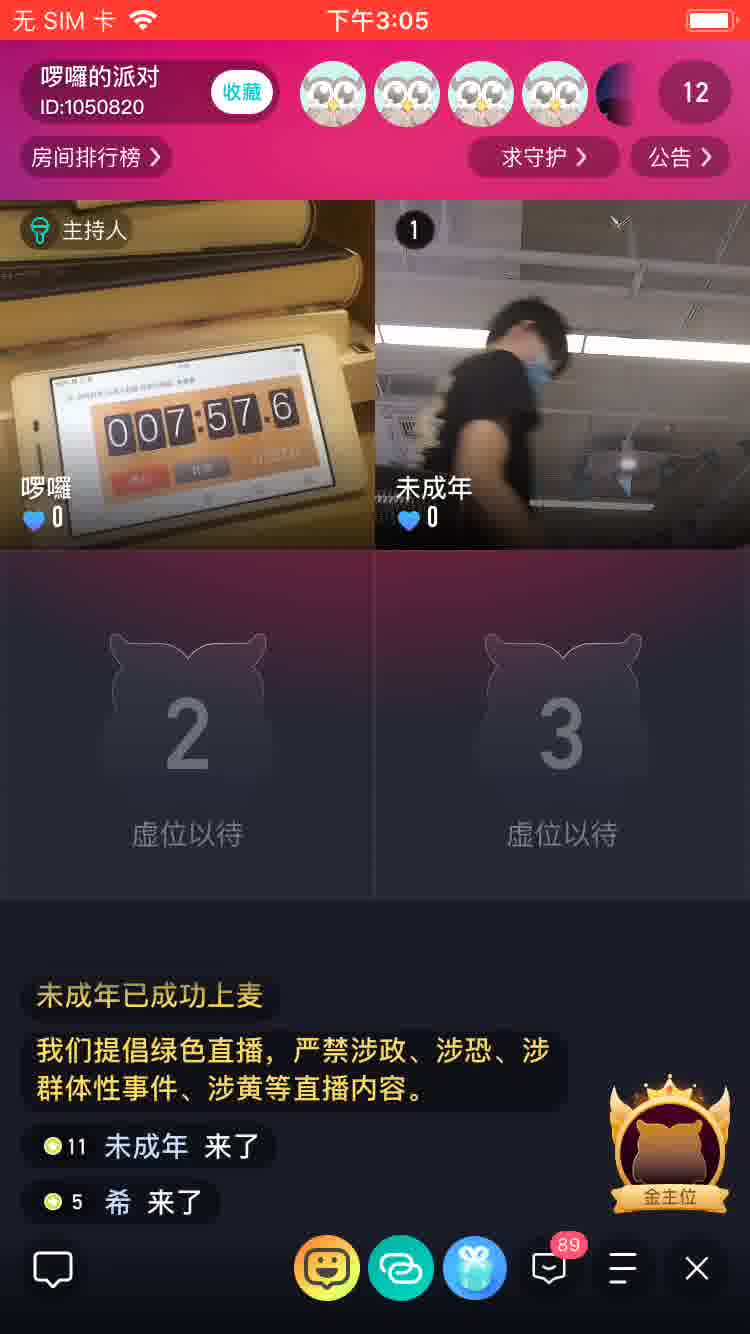 无 SIM 卡
下午3:05
啰囉的派对
ID:1050820
收藏
12
房间排行榜
求守护
公告
主持人
1
007:57.6
啰囉
0
未成年
0
2
虚位以待
3
虚位以待
未成年已成功上麦
我们提倡绿色直播，严禁涉政、涉恐、涉
群体性事件、涉黄等直播内容。
11 未成年 来了
5 希 来了
金主位
89